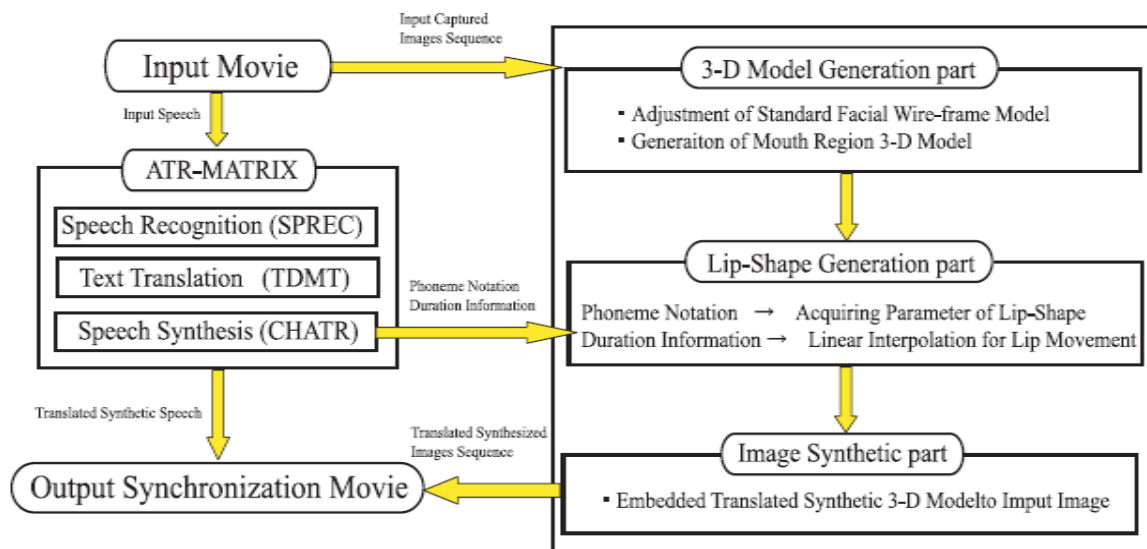 Input Captured
Images Sequence
Input Movie
Input Speech
ATR-MATRIX
Speech Recognition (SPREC)
Text Translation (TDMT)
Speech Synthesis (CHATR)
Translated Synthetic Speech
Output Synchronization Movie
Phoneme Notation
Duration Information
Translated Synthesized
Images Sequence
3-D Model Generation part
▪ Adjustment of Standard Facial Wire-frame Model
▪ Generaiton of Mouth Region 3-D Model
Lip-Shape Generation part
Phoneme Notation → Acquiring Parameter of Lip-Shape
Duration Information → Linear Interpolation for Lip Movement
Image Synthetic part
▪ Embedded Translated Synthetic 3-D Modelto Imput Image